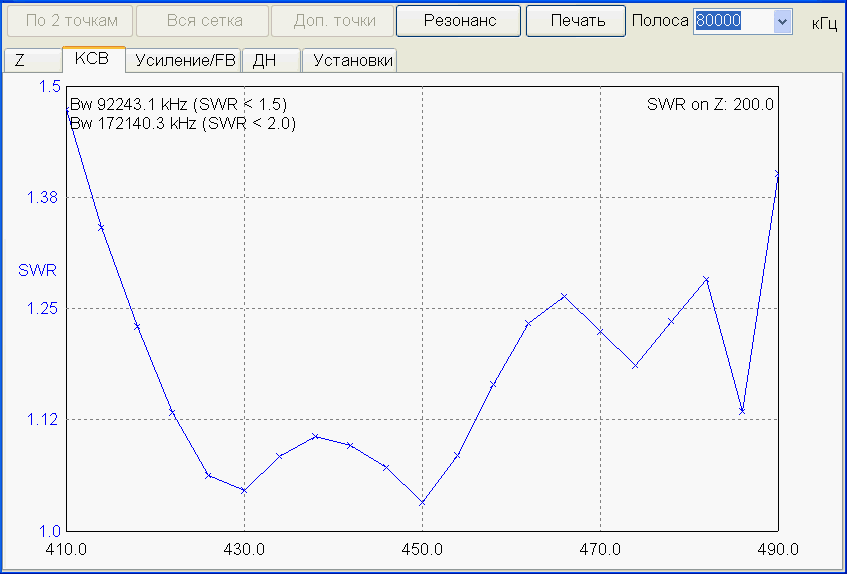 По 2 точкам Вся сетка Доп. точки Резонанс Печать Полоса 80000 кГц
Z КСВ Усиление/FB ДН Установки
1.5
Bw 92243.1 kHz (SWR < 1.5) SWR on Z: 200.0
Bw 172140.3 kHz (SWR < 2.0)
1.38
SWR
1.25
1.12
1.0
410.0 430.0 450.0 470.0 490.0